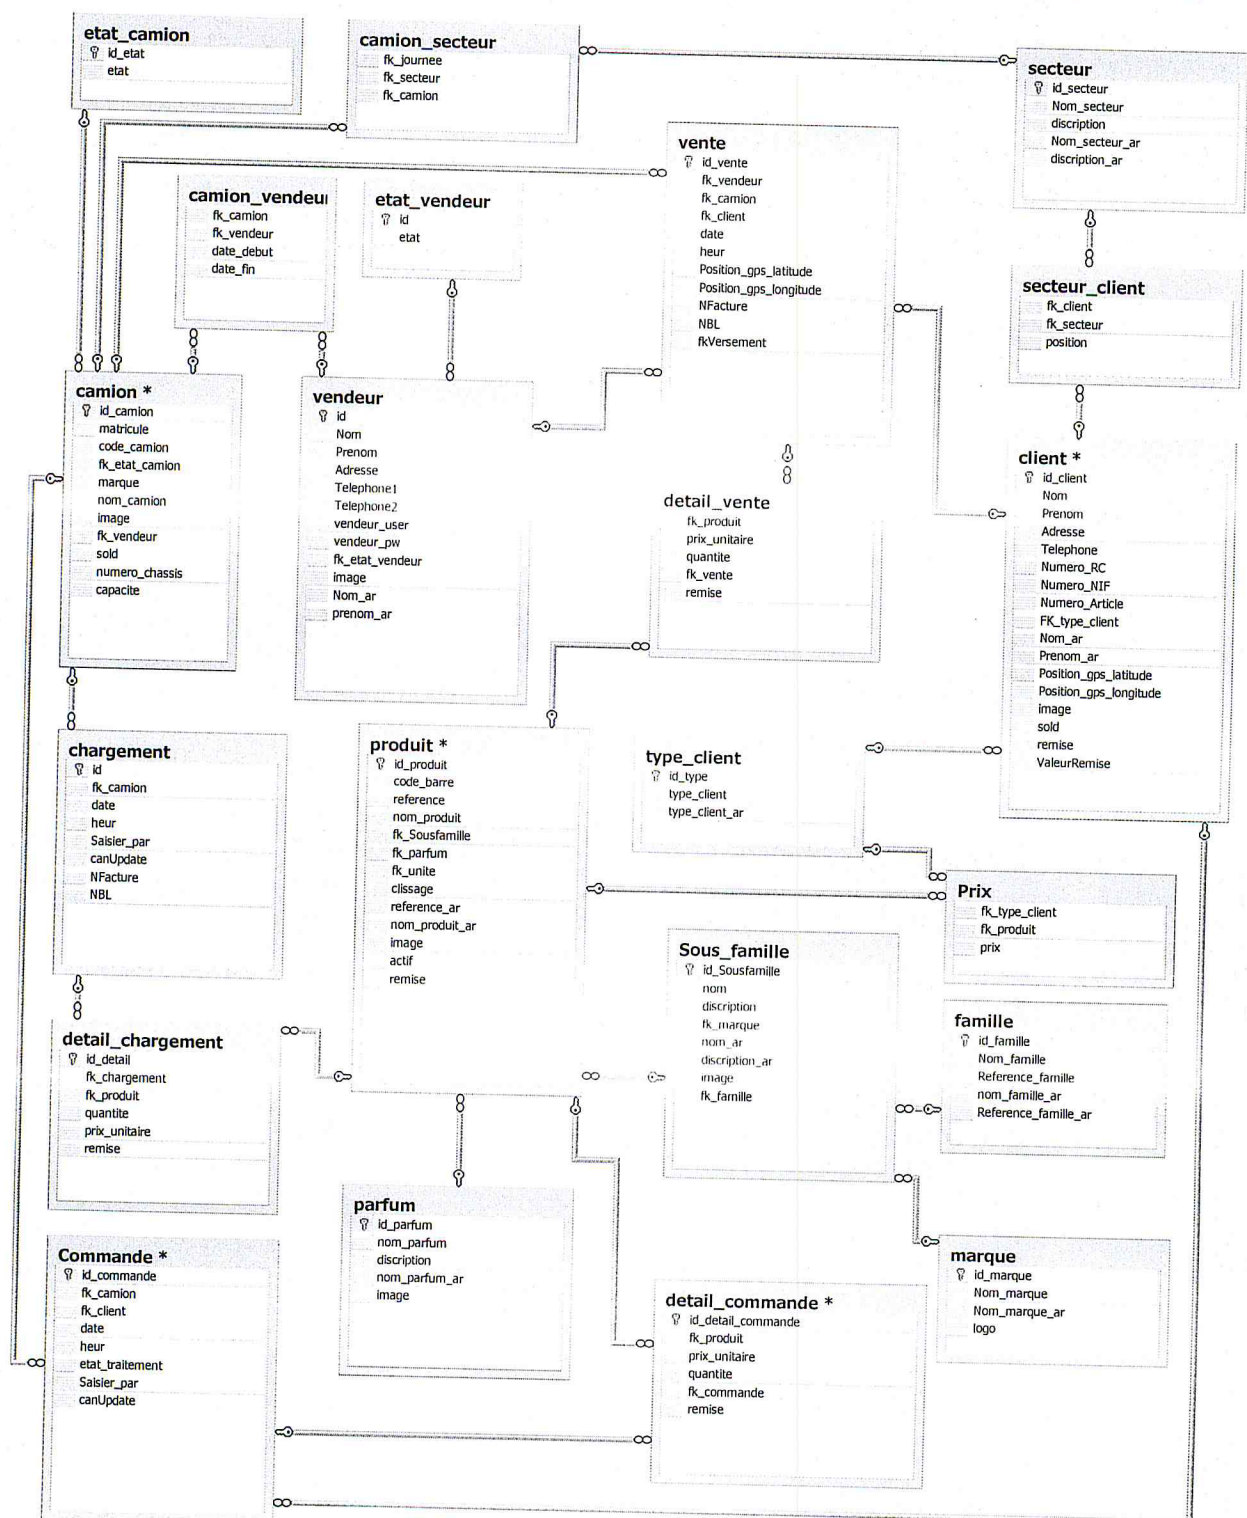 etat_camion
id_etat
etat
camion_secteur
fk_journee
fk_secteur
fk_camion
secteur
id_secteur
Nom_secteur
discription
Nom_secteur_ar
discription_ar
vente
id_vente
fk_vendeur
fk_camion
fk_client
date
heur
Position_gps_latitude
Position_gps_longitude
NFacture
NBL
fkVersement
camion_vendeur
fk_camion
fk_vendeur
date_debut
date_fin
etat_vendeur
id
etat
secteur_client
fk_client
fk_secteur
position
camion *
id_camion
matricule
code_camion
fk_etat_camion
marque
nom_camion
image
fk_vendeur
sold
numero_chassis
capacite
vendeur
id
Nom
Prenom
Adresse
Telephone1
Telephone2
vendeur_user
vendeur_pw
fk_etat_vendeur
image
Nom_ar
prenom_ar
detail_vente
fk_produit
prix_unitaire
quantite
fk_vente
remise
client *
id_client
Nom
Prenom
Adresse
Telephone
Numero_RC
Numero_NIF
Numero_Article
FK_type_client
Nom_ar
Prenom_ar
Position_gps_latitude
Position_gps_longitude
image
sold
remise
ValeurRemise
chargement
id
fk_camion
date
heur
Saisier_par
canUpdate
NFacture
NBL
produit *
id_produit
code_barre
reference
nom_produit
fk_Sousfamille
fk_parfum
fk_unite
clissage
reference_ar
nom_produit_ar
image
actif
remise
type_client
id_type
type_client
type_client_ar
Prix
fk_type_client
fk_produit
prix
Sous_famille
id_Sousfamille
nom
discription
fk_marque
nom_ar
discription_ar
image
fk_famille
famille
id_famille
Nom_famille
Reference_famille
nom_famille_ar
Reference_famille_ar
detail_chargement
id_detail
fk_chargement
fk_produit
quantite
prix_unitaire
remise
parfum
id_parfum
nom_parfum
discription
nom_parfum_ar
image
marque
id_marque
Nom_marque
Nom_marque_ar
logo
Commande *
id_commande
fk_camion
fk_client
date
heur
etat_traitement
Saisier_par
canUpdate
detail_commande *
id_detail_commande
fk_produit
prix_unitaire
quantite
fk_commande
remise